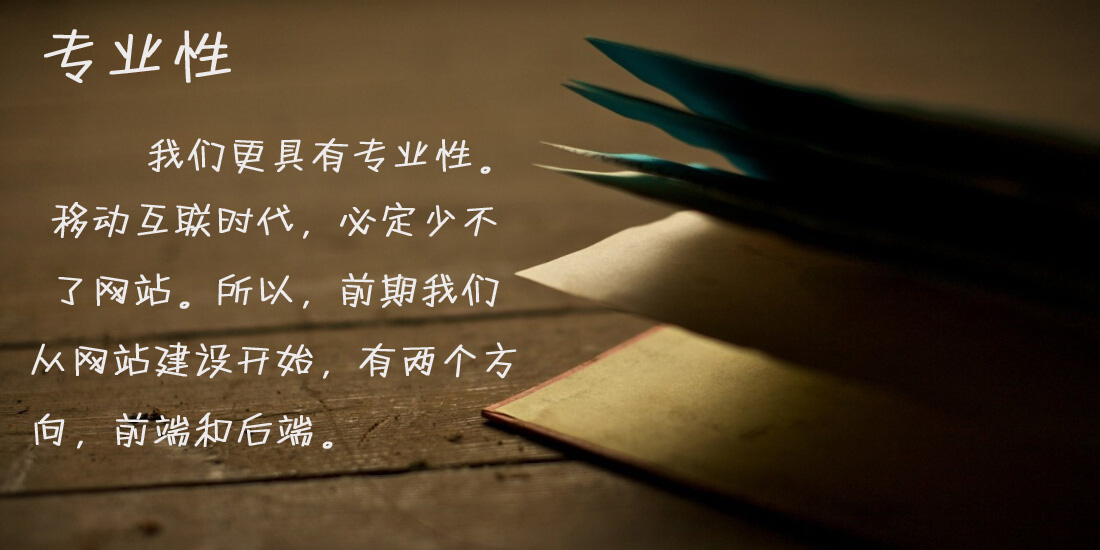 专业性
我们更具有专业性。
移动互联时代，必定少不
了网站。所以，前期我们
从网站建设开始，有两个方
向，前端和后端。